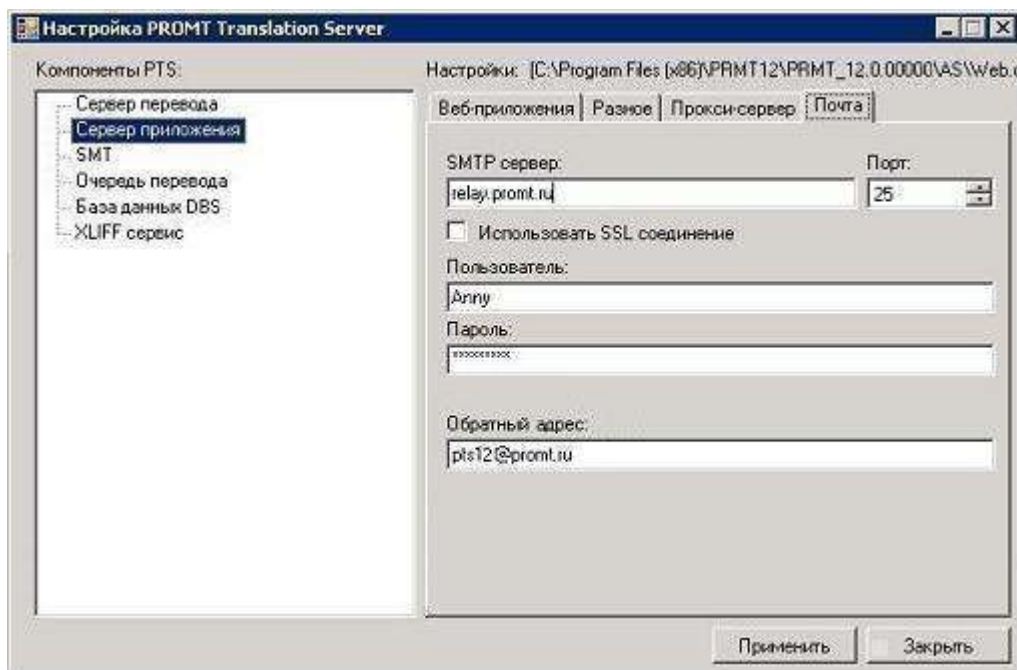 Настройка PROMT Translation Server
Компоненты PTS:
Сервер перевода
Сервер приложения
SMT
Очередь перевода
База данных DBS
XLIFF сервис
Настройки: [C:\Program Files (x86)\PRMT12\PRMT_12.0.00000\AS\Web.c
Веб-приложения Разное Прокси-сервер Почта
SMTP сервер: Порт:
relay.promt.ru 25
Использовать SSL соединение
Пользователь:
Anny
Пароль:
*********
Обратный адрес:
pts12@promt.ru
Применить Закрыть